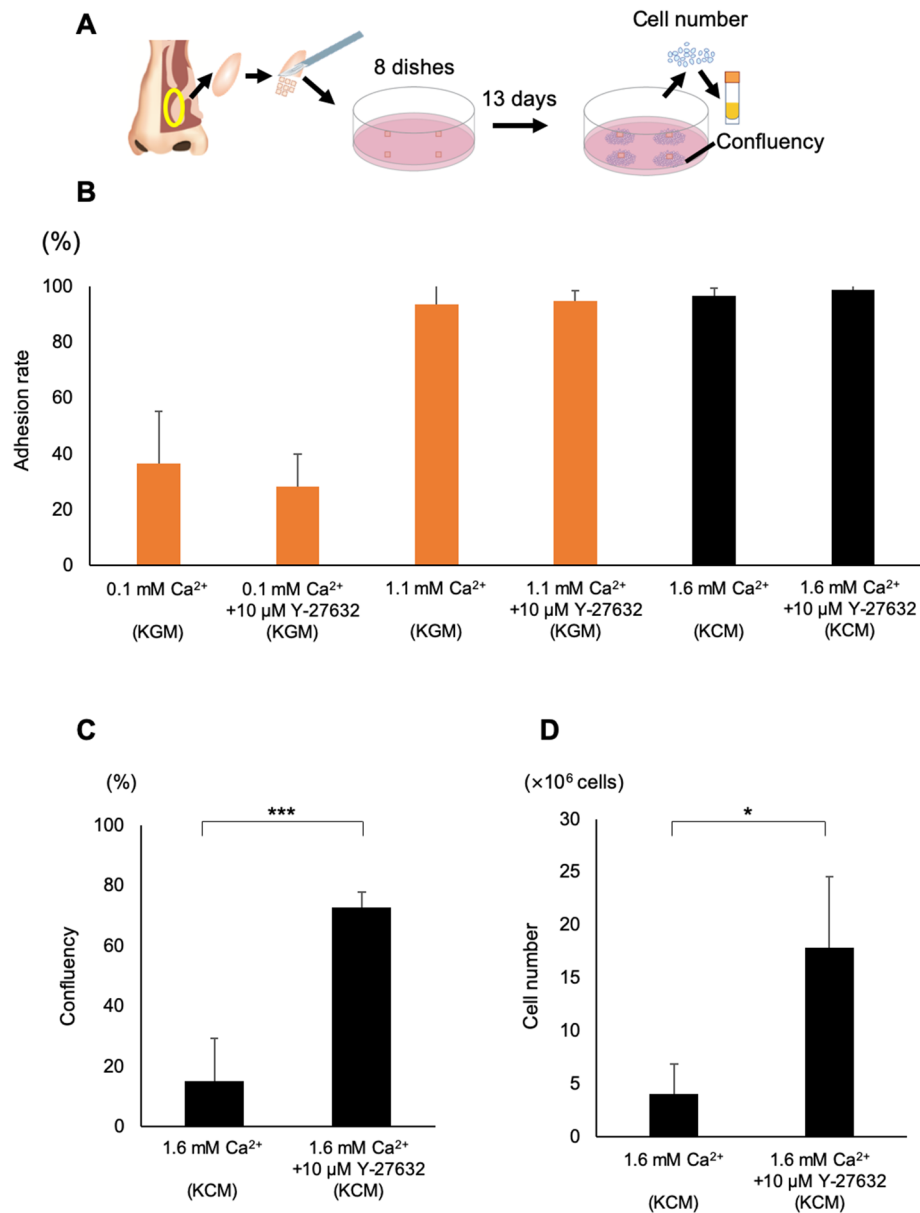 A
Cell number
8 dishes
13 days
Confluency
B
(%)
Adhesion rate
100
80
60
40
20
0
0.1 mM Ca²⁺
(KGM)
0.1 mM Ca²⁺
+10 µM Y-27632
(KGM)
1.1 mM Ca²⁺
(KGM)
1.1 mM Ca²⁺
+10 µM Y-27632
(KGM)
1.6 mM Ca²⁺
(KCM)
1.6 mM Ca²⁺
+10 µM Y-27632
(KCM)
C
(%)
***
Confluency
100
80
60
40
20
0
1.6 mM Ca²⁺
(KCM)
1.6 mM Ca²⁺
+10 µM Y-27632
(KCM)
D
(×10⁶ cells)
*
Cell number
30
25
20
15
10
5
0
1.6 mM Ca²⁺
(KCM)
1.6 mM Ca²⁺
+10 µM Y-27632
(KCM)